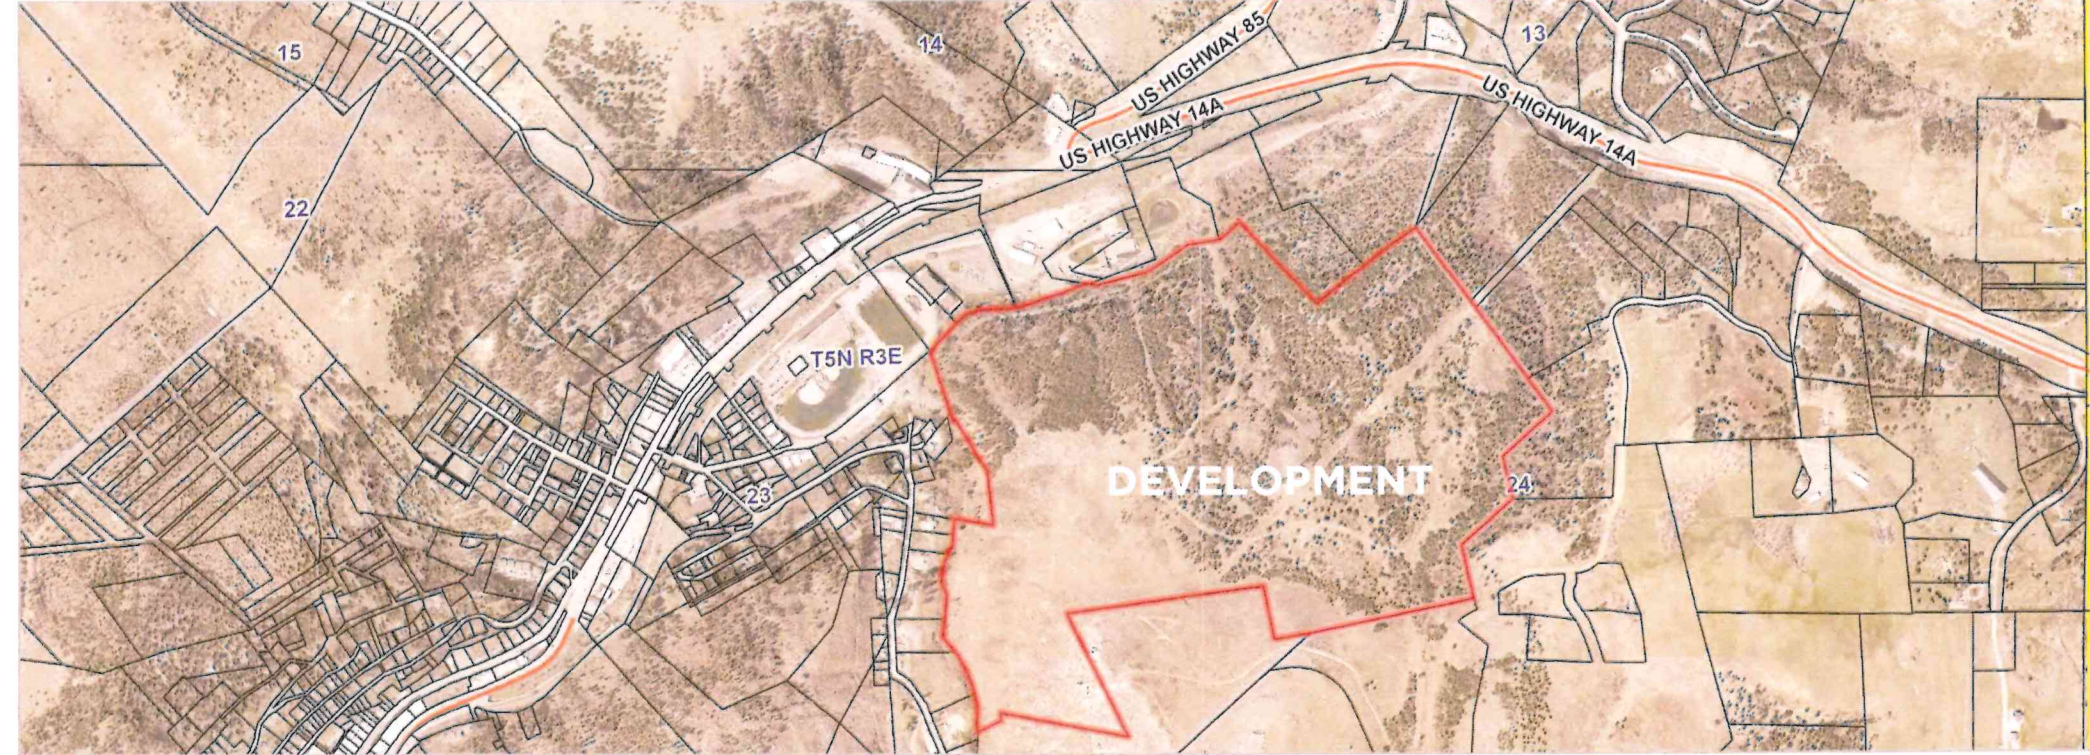 15
14
US HIGHWAY 85
13
US HIGHWAY 14A
US HIGHWAY 14A
22
T5N R3E
DEVELOPMENT
24
23